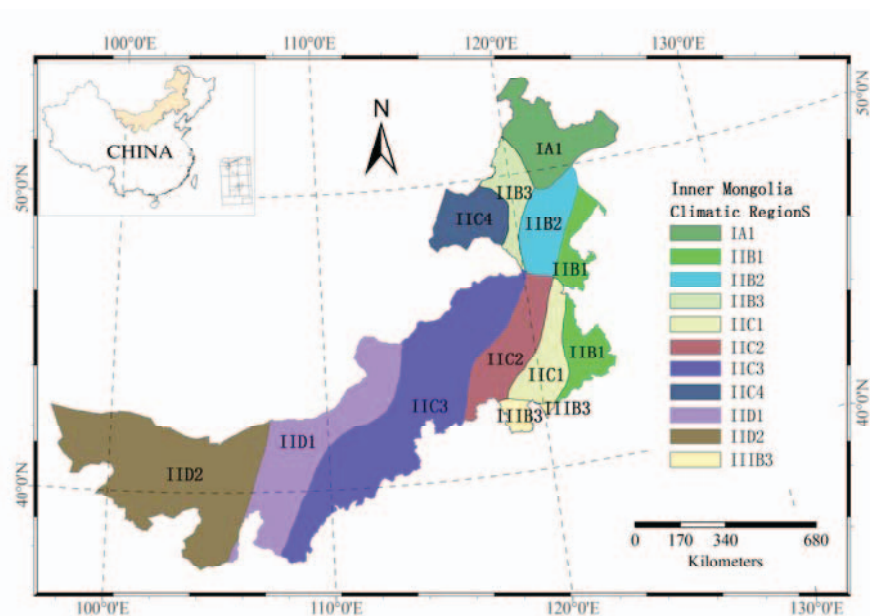 100°0'E 110°0'E 120°0'E 130°0'E
50°0'N
50°0'N
40°0'N
40°0'N
CHINA
N
IA1
IIB3
IIB2
IIC4
IIB1
IIC2
IIC1
IIB1
IIC3
IIIB3
IIIB3
IID1
IID2
Inner Mongolia
Climatic RegionS
IA1
IIB1
IIB2
IIB3
IIC1
IIC2
IIC3
IIC4
IID1
IID2
IIIB3
0 170 340 680
Kilometers
100°0'E 110°0'E 120°0'E 130°0'E